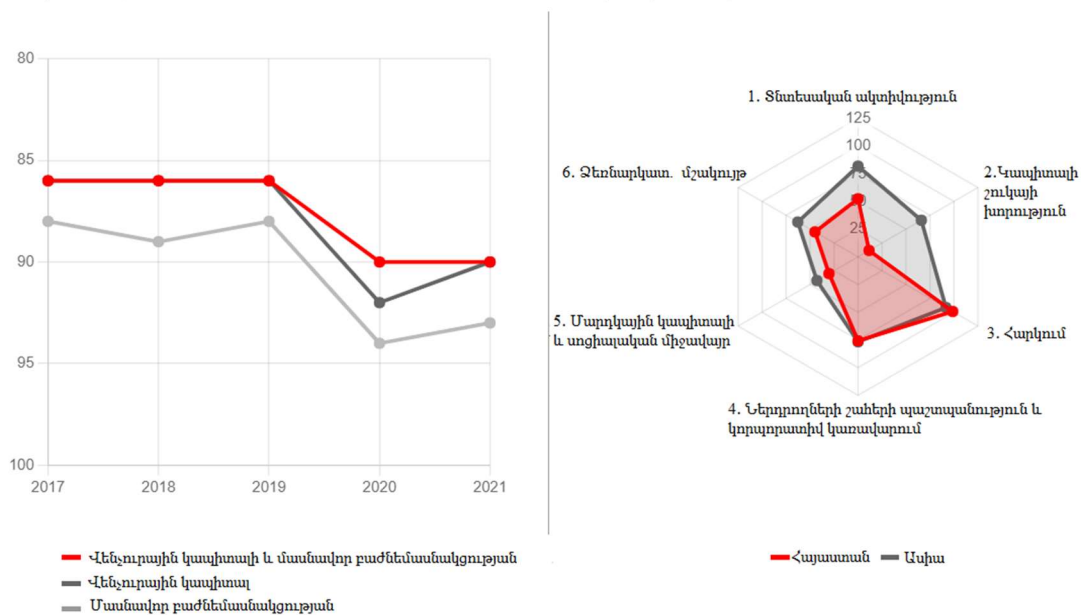 80
85
90
95
100
2017
2018
2019
2020
2021
Վենչուրային կապիտալի և մասնավոր բաժնեմասնակցության
Վենչուրային կապիտալ
Մասնավոր բաժնեմասնակցության
1. Տնտեսական ակտիվություն
125
100
75
50
25
2.Կապիտալի
շուկայի
խորություն
3. Հարկում
4. Ներդրողների շահերի պաշտպանություն և
կորպորատիվ կառավարում
5. Մարդկային կապիտալի
և սոցիալական միջավայր
6. Ձեռնարկատ. մշակույթ
Հայաստան
Ասիա